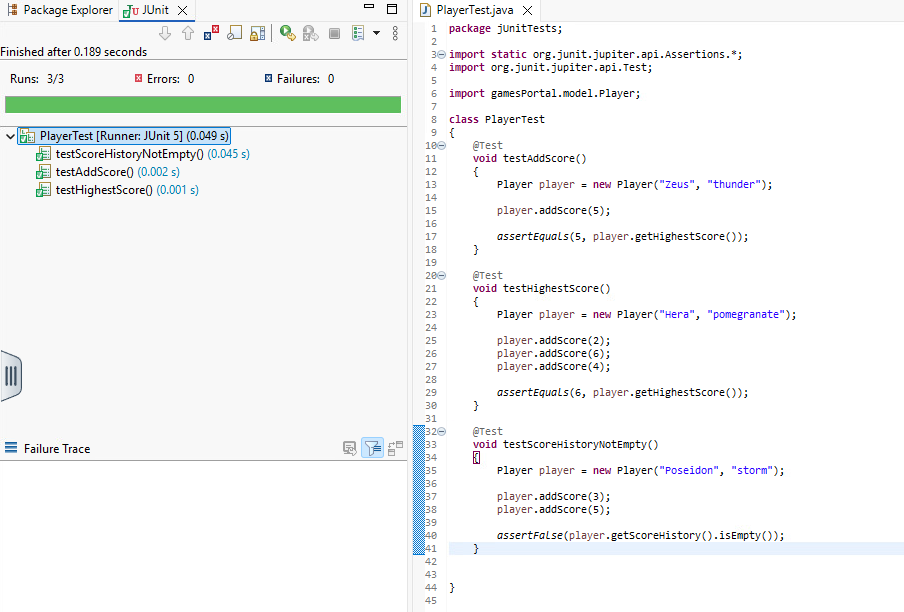 Package Explorer
JUnit
Finished after 0.189 seconds
Runs: 3/3
Errors: 0
Failures: 0
PlayerTest [Runner: JUnit 5] (0.049 s)
testScoreHistoryNotEmpty() (0.045 s)
testAddScore() (0.002 s)
testHighestScore() (0.001 s)
Failure Trace
PlayerTest.java
1 package jUnitTests;
2
3 import static org.junit.jupiter.api.Assertions.*;
4 import org.junit.jupiter.api.Test;
5
6 import gamesPortal.model.Player;
7
8 class PlayerTest
9 {
10 @Test
11 void testAddScore()
12 {
13 Player player = new Player("Zeus", "thunder");
14
15 player.addScore(5);
16
17 assertEquals(5, player.getHighestScore());
18 }
19
20 @Test
21 void testHighestScore()
22 {
23 Player player = new Player("Hera", "pomegranate");
24
25 player.addScore(2);
26 player.addScore(6);
27 player.addScore(4);
28
29 assertEquals(6, player.getHighestScore());
30 }
31
32 @Test
33 void testScoreHistoryNotEmpty()
34 {
35 Player player = new Player("Poseidon", "storm");
36
37 player.addScore(3);
38 player.addScore(5);
39
40 assertFalse(player.getScoreHistory().isEmpty());
41 }
42
43
44 }
45